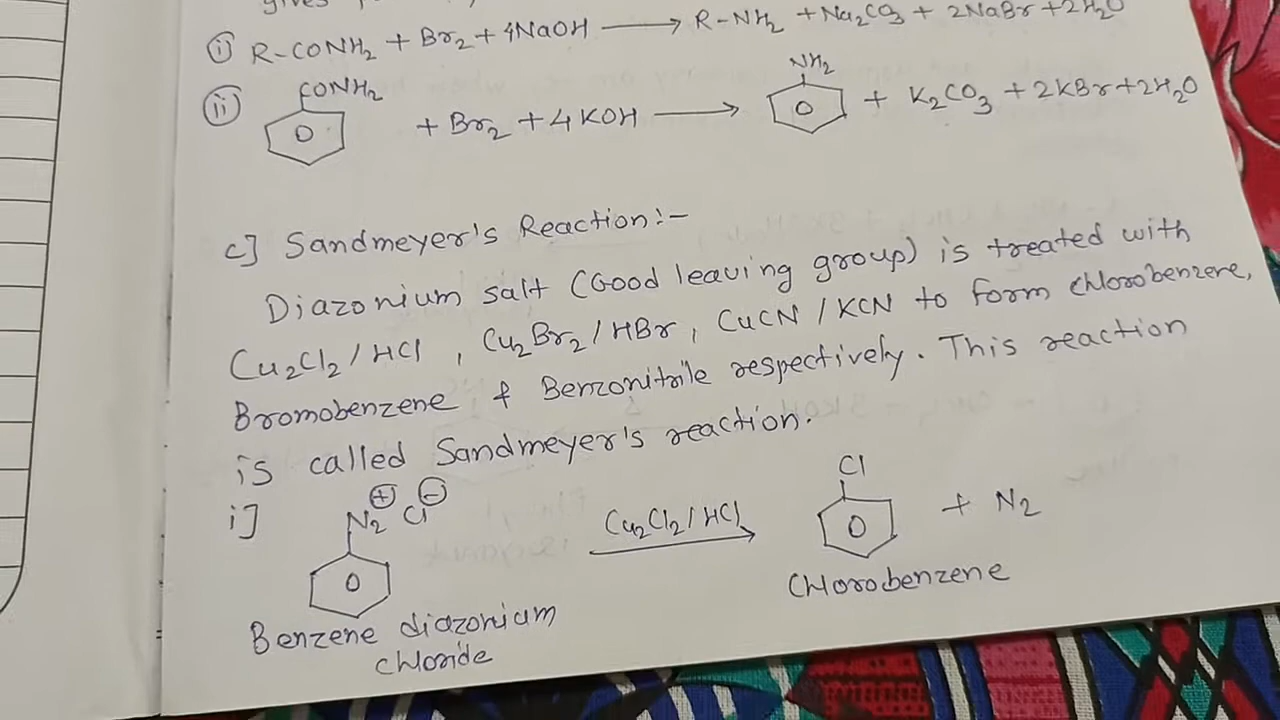 gives
(i) R-CONH₂ + Br₂ + 4NaOH ⟶ R-NH₂ + Na₂CO₃ + 2NaBr + 2H₂O
CONH₂ NH₂
(ii) + Br₂ + 4KOH ⟶ + K₂CO₃ + 2KBr + 2H₂O
c] Sandmeyer's Reaction:-
Diazonium salt (Good leaving group) is treated with
Cu₂Cl₂ / HCl , Cu₂Br₂ / HBr , CuCN / KCN to form chlorobenzene,
Bromobenzene & Benzonitrile respectively. This reaction
is called Sandmeyer's reaction.
i] N₂⊕ Cl⊖ Cu₂Cl₂ / HCl ⟶ Cl + N₂
Benzene diazonium chloride
Chlorobenzene